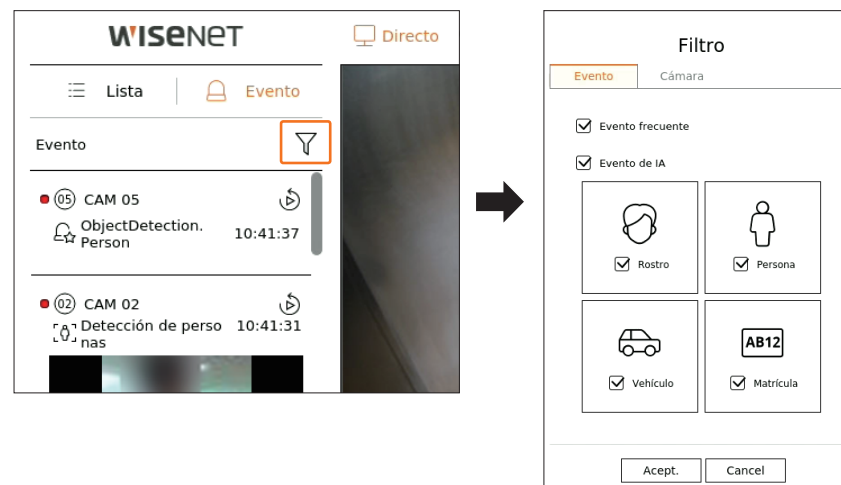 WISENET
Directo
Lista
Evento
Evento
05 CAM 05
ObjectDetection.
Person
10:41:37
02 CAM 02
Detección de perso
nas
10:41:31
Filtro
Evento
Cámara
Evento frecuente
Evento de IA
Rostro
Persona
AB12
Vehículo
Matrícula
Acept.
Cancel